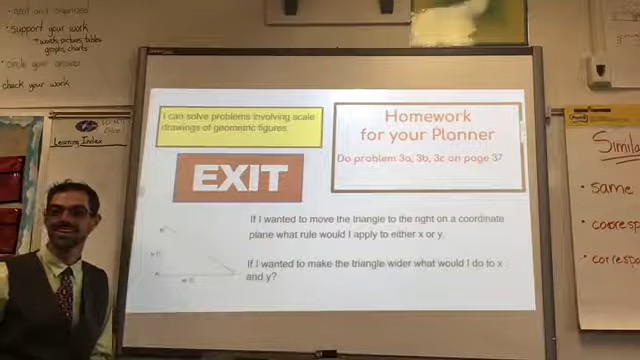 support your work
words, pictures, tables
graphs, charts
circle your answer
check your work
Learning Index
I can solve problems involving scale
drawings of geometric figures.
EXIT
Homework
for your Planner
Do problem 3a, 3b, 3c on page 37
If I wanted to move the triangle to the right on a coordinate
plane what rule would I apply to either x or y.
If I wanted to make the triangle wider what would I do to x
and y?
Simila
• same
• corresp
• correspo